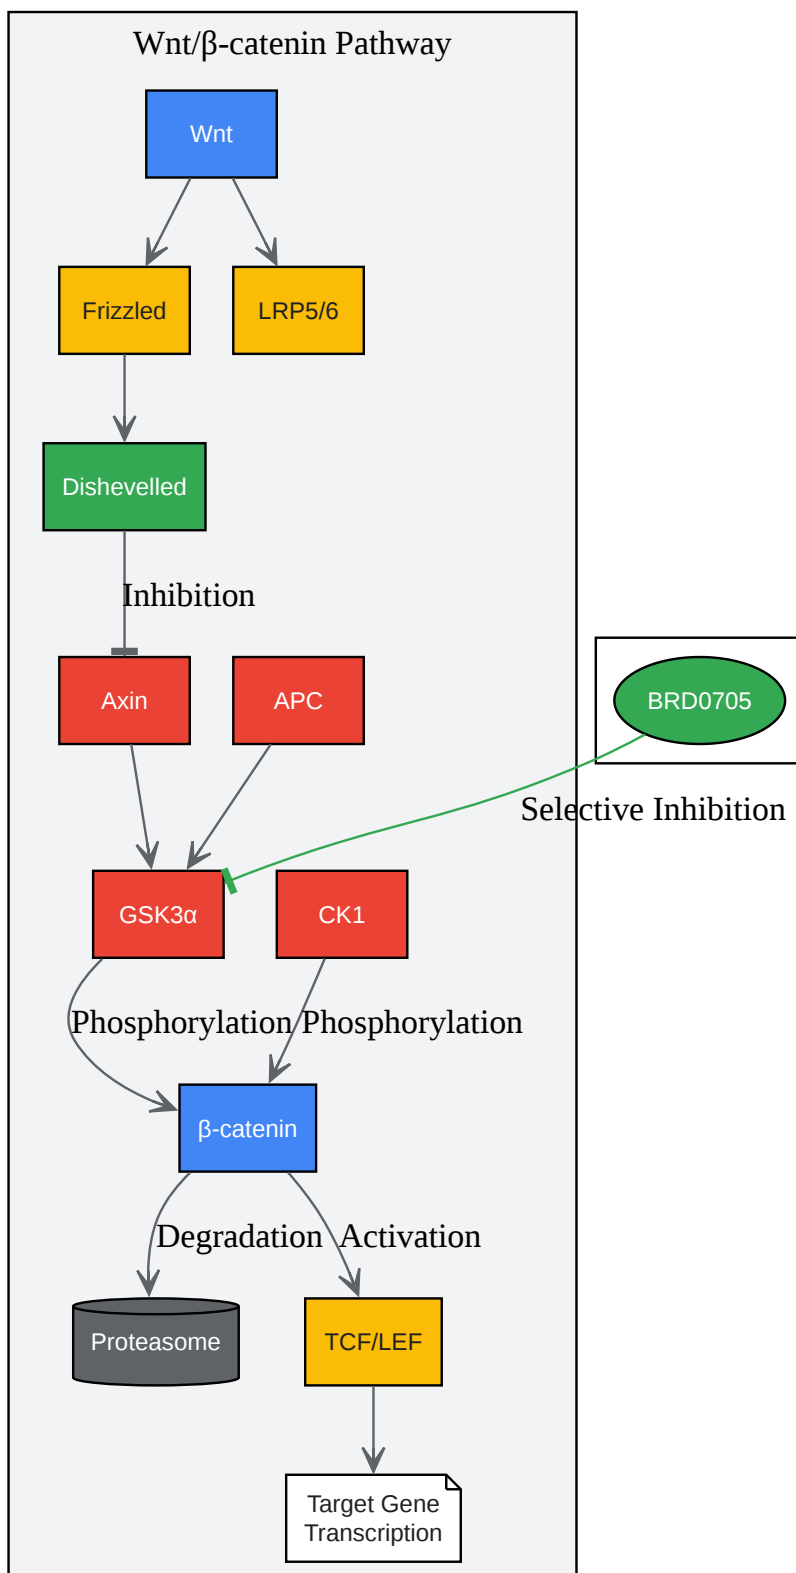 Wnt/β-catenin Pathway
Wnt
Frizzled
LRP5/6
Dishevelled
Inhibition
Axin
APC
BRD0705
Selective Inhibition
GSK3α
CK1
Phosphorylation
Phosphorylation
β-catenin
Degradation
Activation
Proteasome
TCF/LEF
Target Gene
Transcription